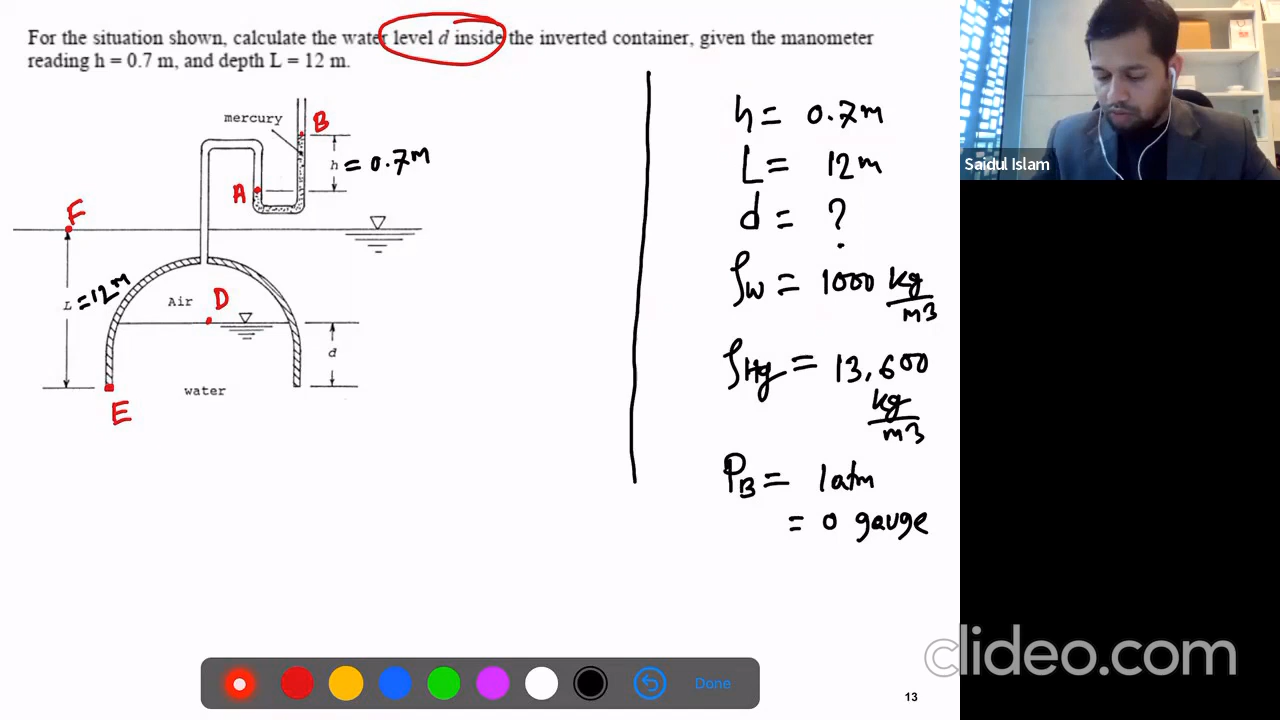 For the situation shown, calculate the water level d inside the inverted container, given the manometer
reading h = 0.7 m, and depth L = 12 m.
mercury
B
h = 0.7m
A
F
L = 12m
Air
D
d
water
E
h = 0.7m
L = 12m
d = ?
ρw = 1000 kg/m3
ρHg = 13,600
kg/m3
PB = 1atm
= 0 gauge
Saidul Islam
clideo.com
Done
13